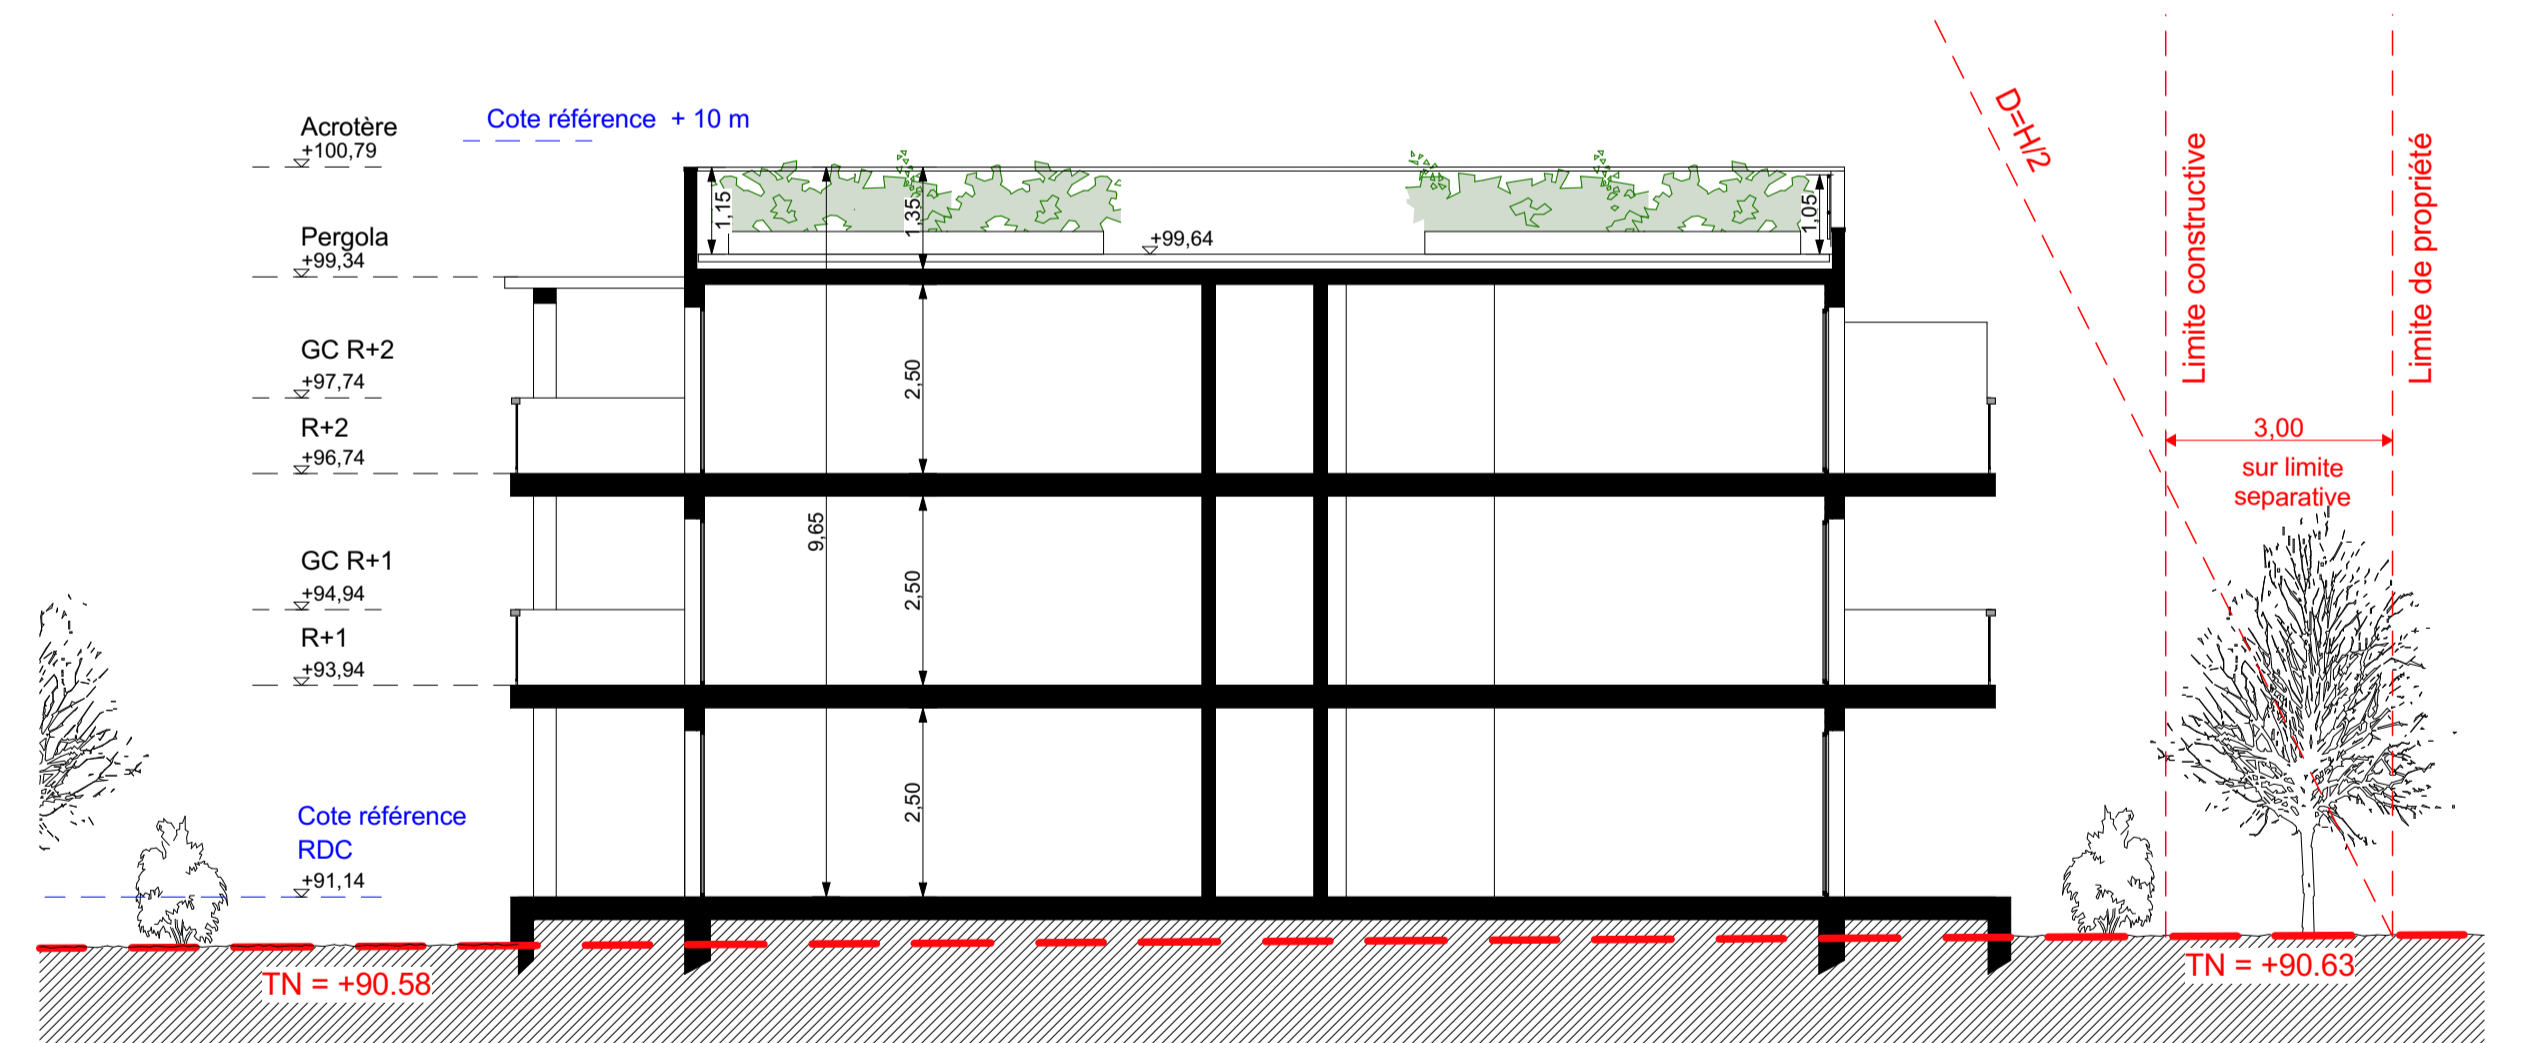 Cote référence + 10 m
Acrotère
+100,79
Pergola
+99,34
GC R+2
+97,74
R+2
+96,74
GC R+1
+94,94
R+1
+93,94
Cote référence
RDC
+91,14
TN = +90.58
1,15
9,65
1,35
2,50
2,50
2,50
+99,64
1,05
D=H/2
Limite constructive
Limite de propriété
3,00
sur limite
separative
TN = +90.63